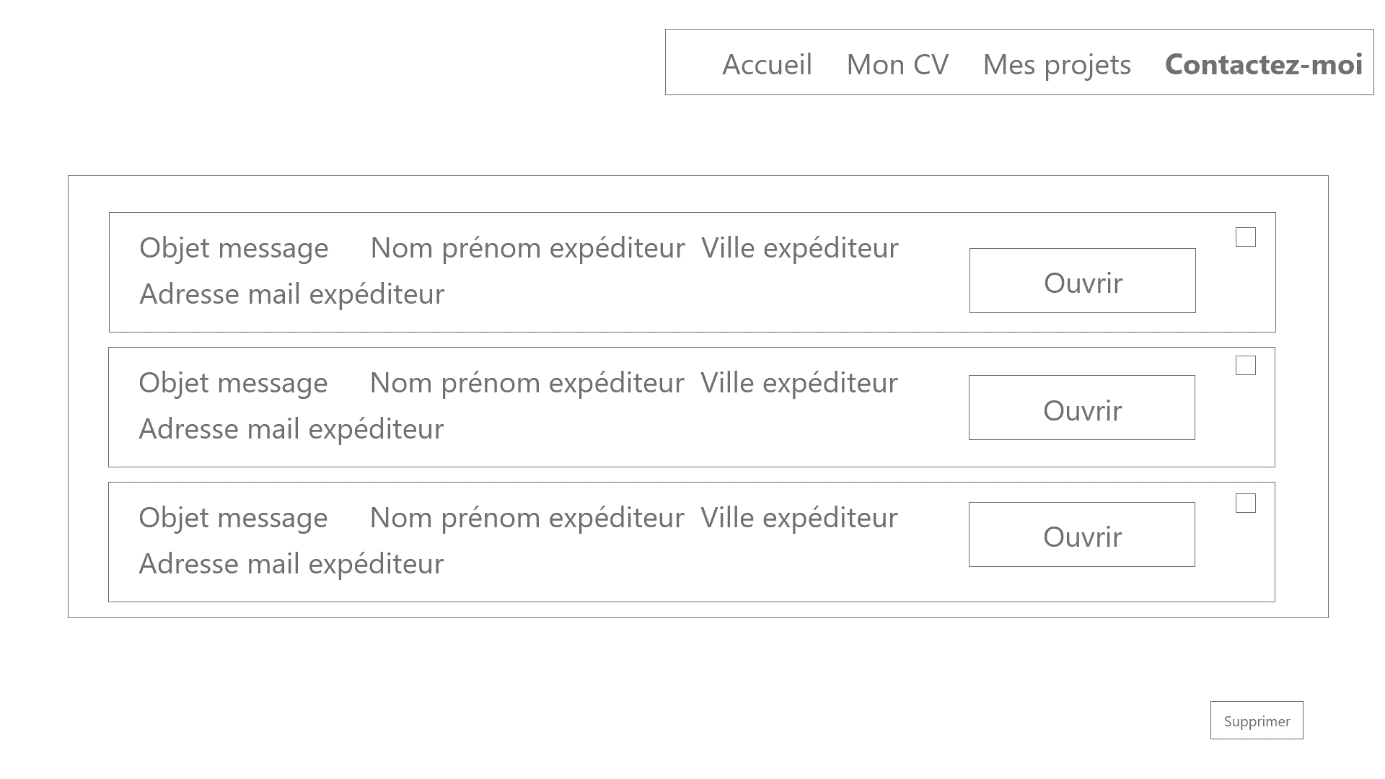 Accueil Mon CV Mes projets Contactez-moi
Objet message Nom prénom expéditeur Ville expéditeur
Adresse mail expéditeur
Ouvrir
Objet message Nom prénom expéditeur Ville expéditeur
Adresse mail expéditeur
Ouvrir
Objet message Nom prénom expéditeur Ville expéditeur
Adresse mail expéditeur
Ouvrir
Supprimer